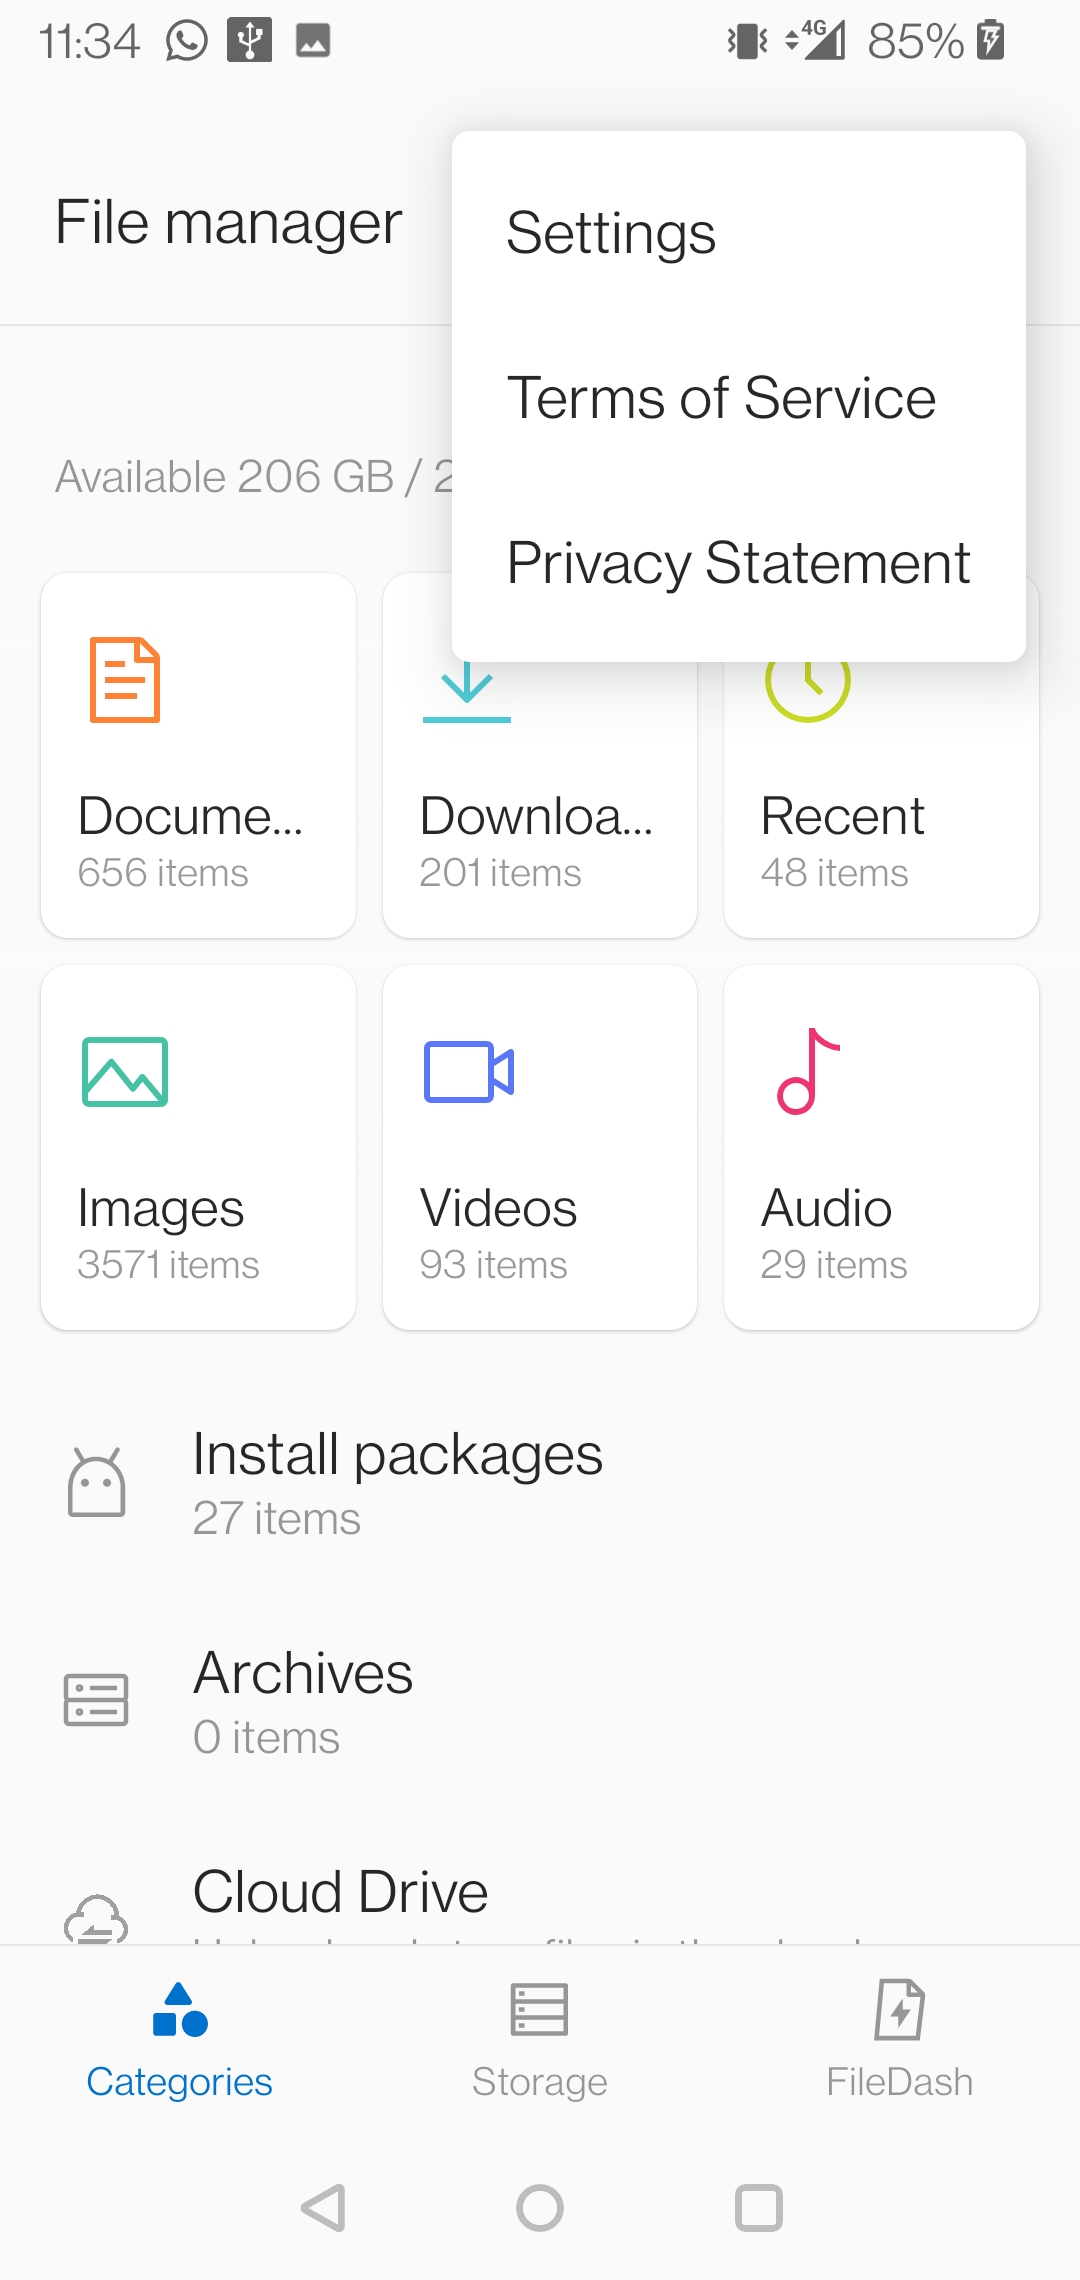 11:34
4G
85%
File manager
Settings
Terms of Service
Privacy Statement
Available 206 GB / 2
Docume...
656 items
Downloa...
201 items
Recent
48 items
Images
3571 items
Videos
93 items
Audio
29 items
Install packages
27 items
Archives
0 items
Cloud Drive
Categories
Storage
FileDash